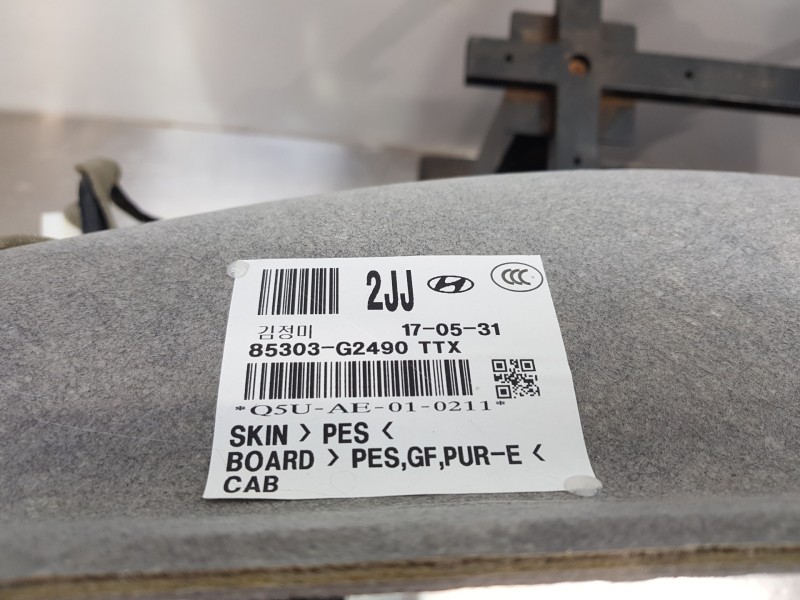 2JJ
CCC
김정미 17-05-31
85303-G2490 TTX
*Q5U-AE-01-0211*
SKIN > PES <
BOARD > PES,GF,PUR-E <
CAB